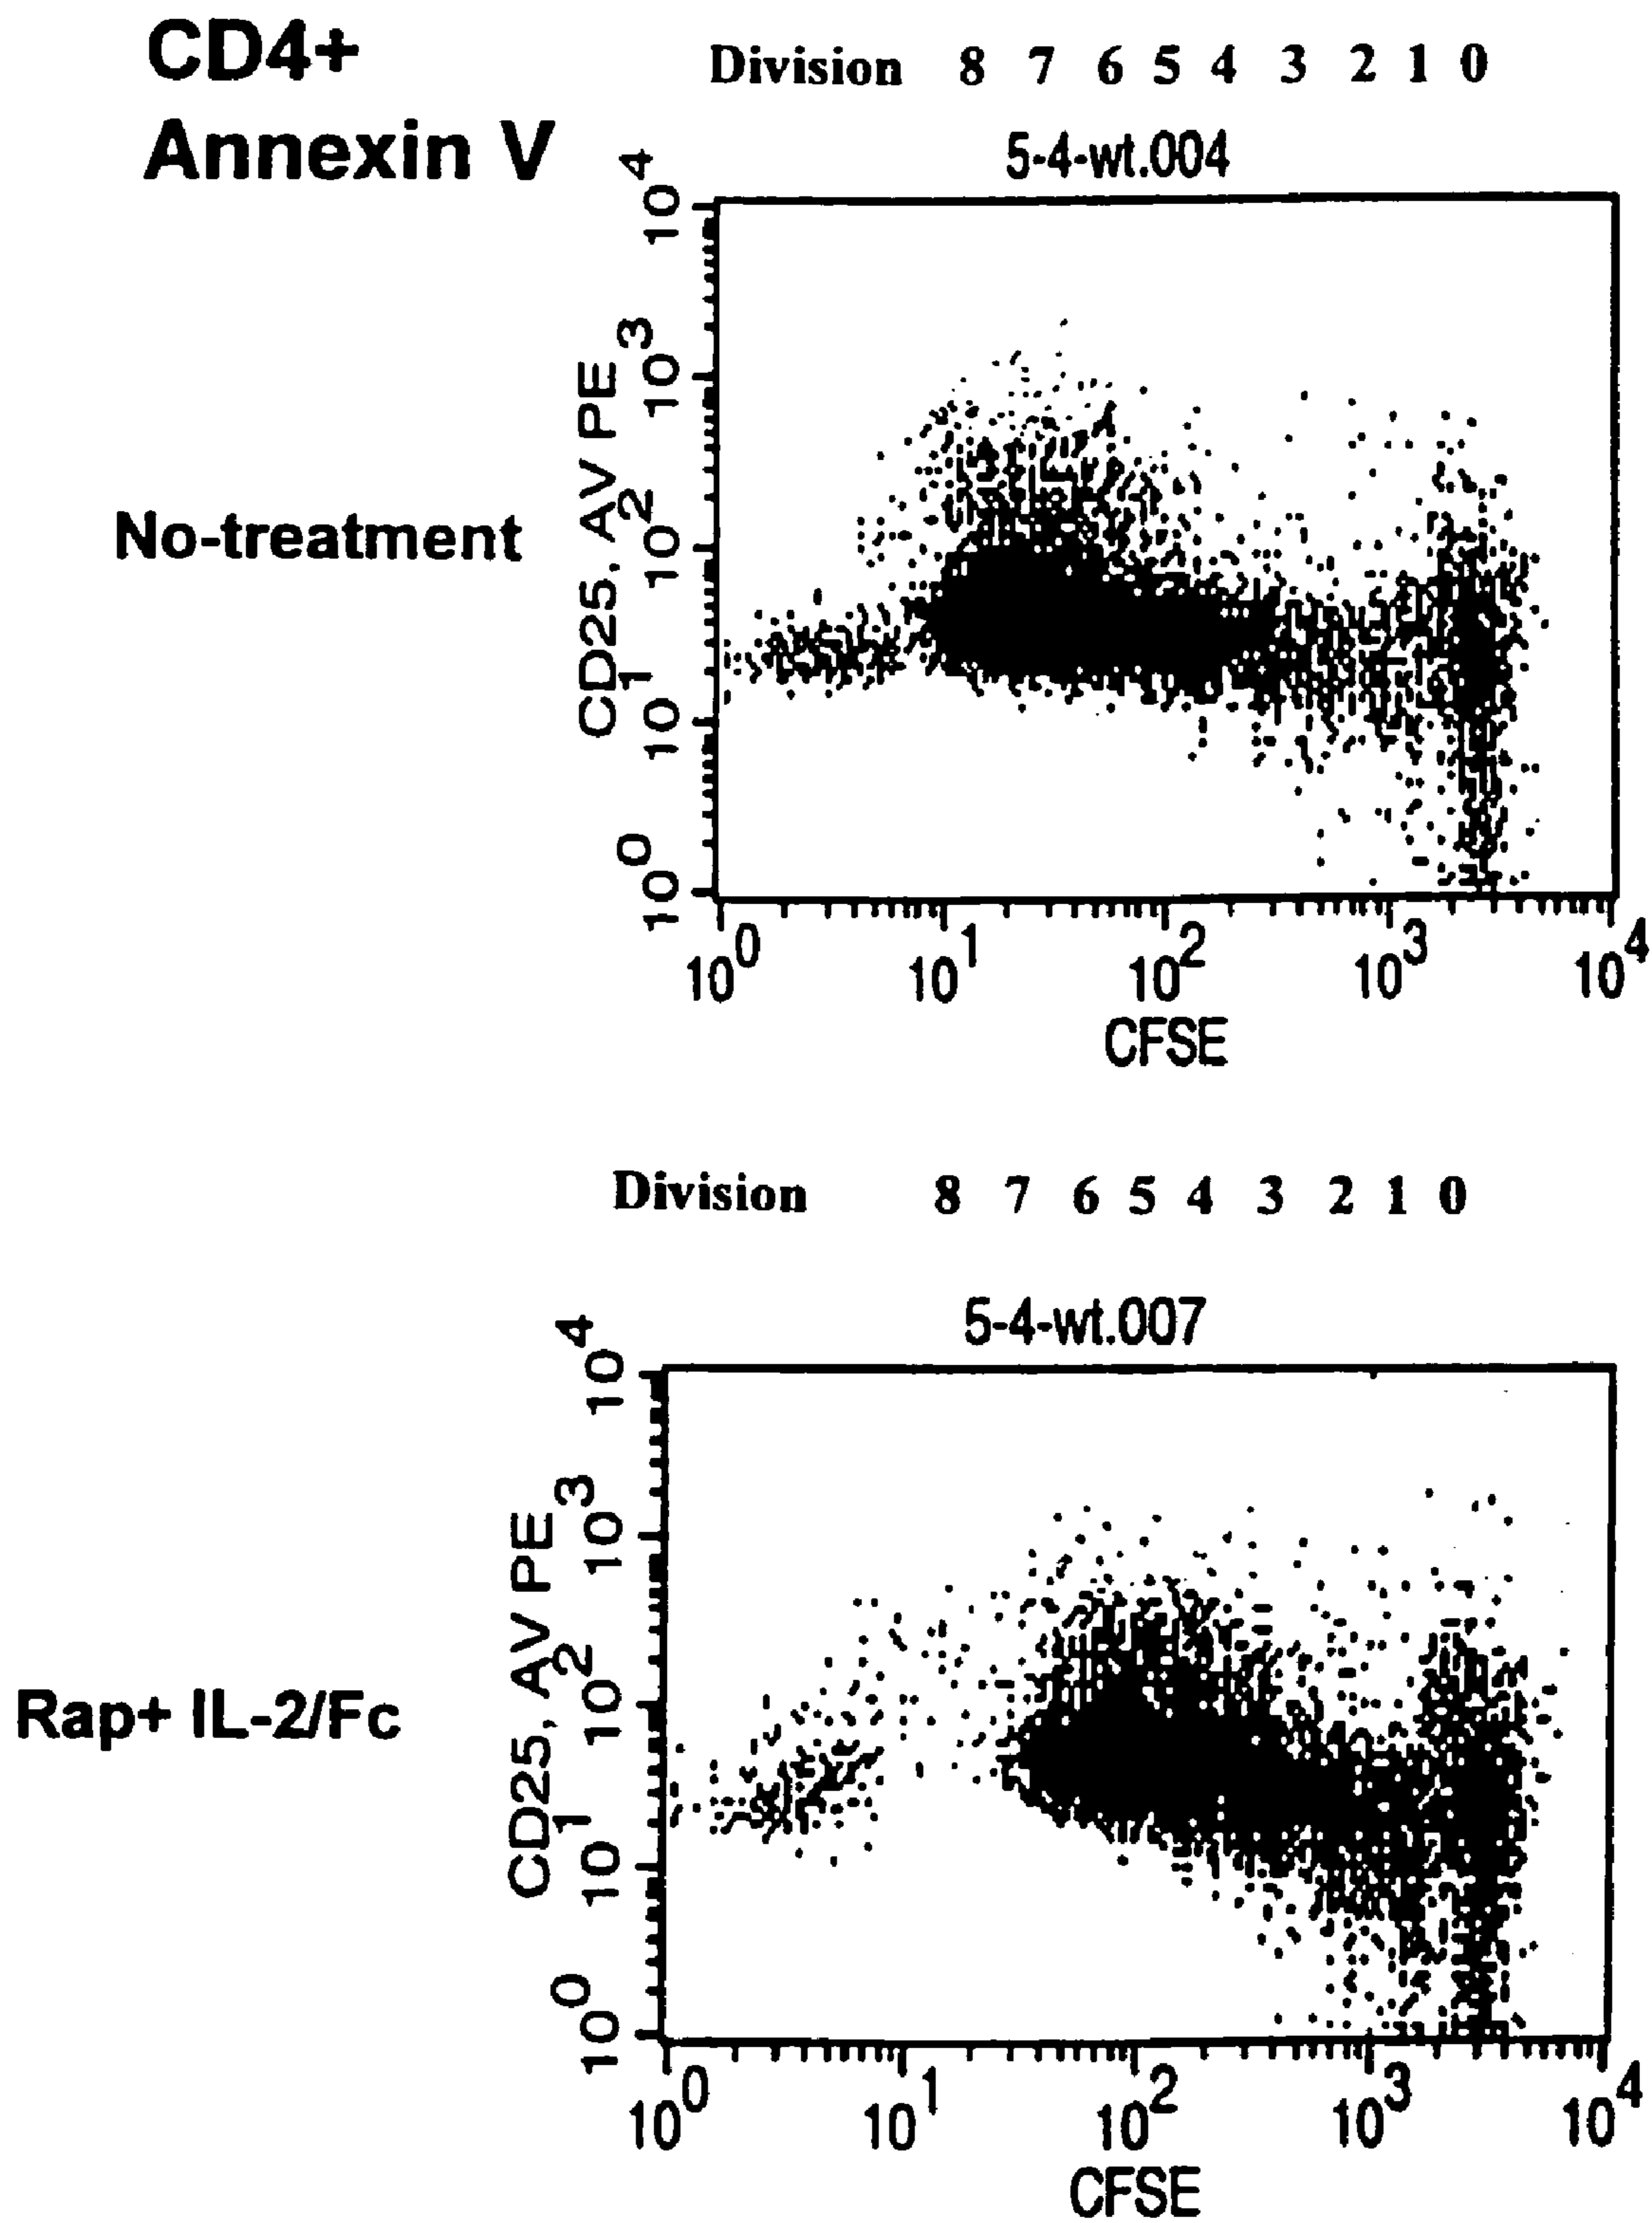 CD4+
Annexin V
Division 8 7 6 5 4 3 2 1 0
5-4-wt.004
No-treatment
CD25, AV PE
10^4
10^3
10^2
10^1
10^0
10^0 10^1 10^2 10^3 10^4
CFSE
Division 8 7 6 5 4 3 2 1 0
5-4-wt.007
Rap+ IL-2/Fc
CD25, AV PE
10^4
10^3
10^2
10^1
10^0
10^0 10^1 10^2 10^3 10^4
CFSE